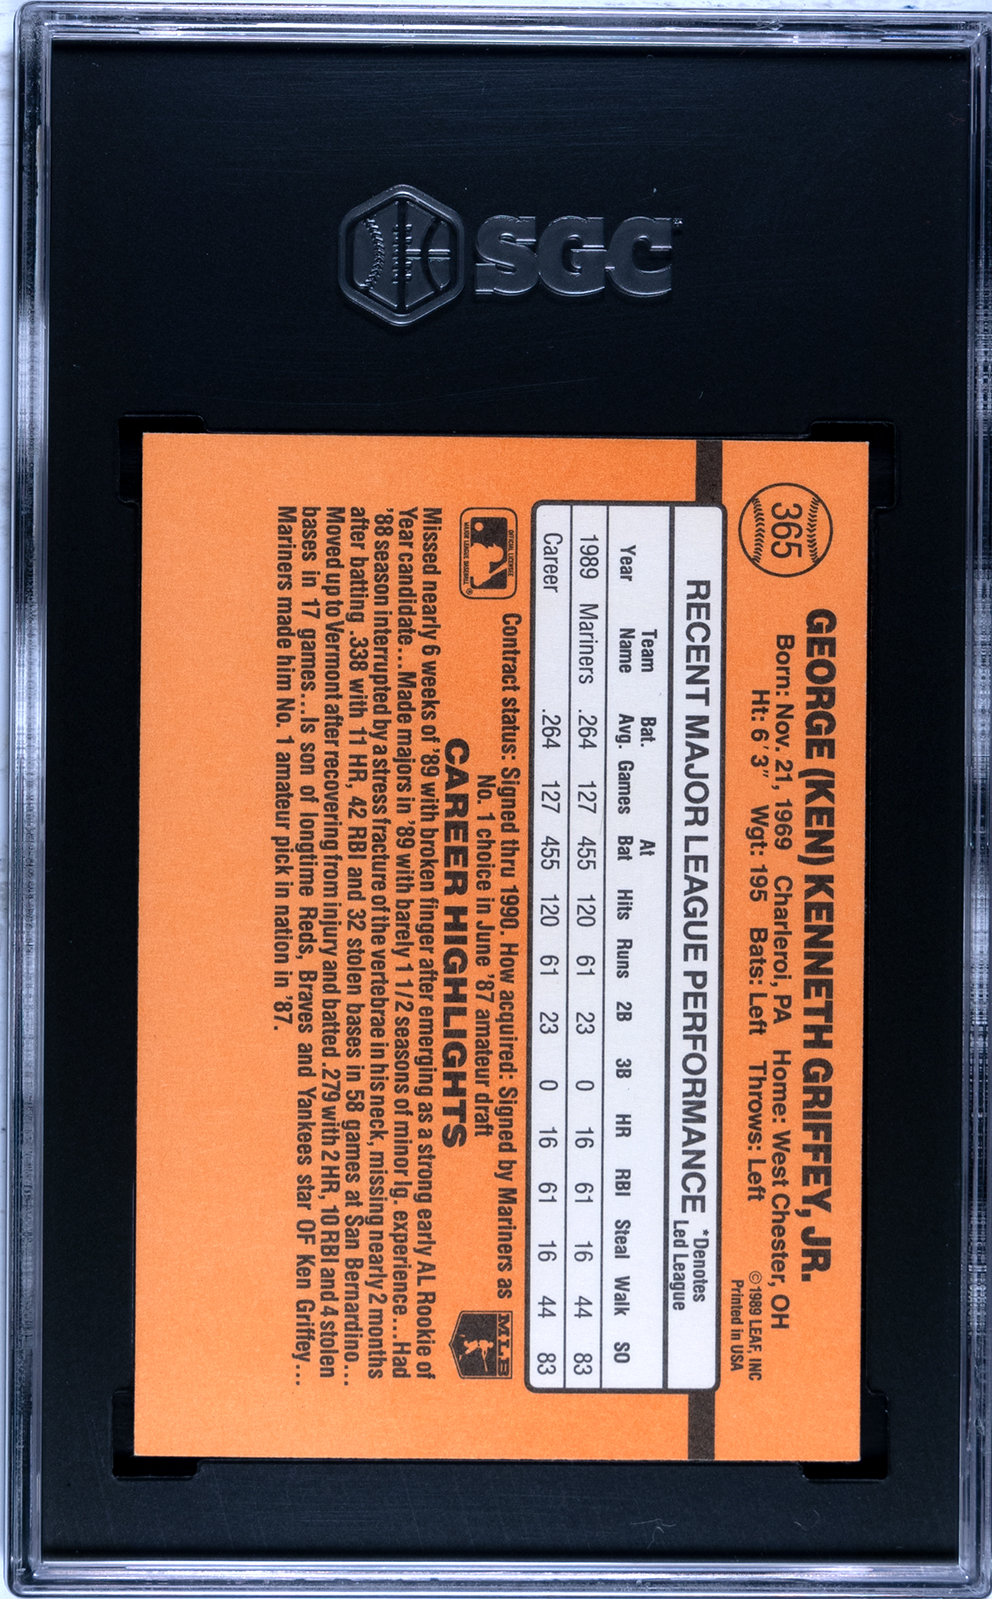 SGC
365
GEORGE (KEN) KENNETH GRIFFEY, JR.
Born: Nov. 21, 1969 Charleroi, PA Home: West Chester, OH
Ht: 6'3" Wgt: 195 Bats: Left Throws: Left
©1989 LEAF, INC
Printed in USA
RECENT MAJOR LEAGUE PERFORMANCE
*Denotes
Led League
Year Team Name Bat. Avg. Games At Bat Hits Runs 2B 3B HR RBI Steal Walk SO
1989 Mariners .264 127 455 120 61 23 0 16 61 16 44 83
Career .264 127 455 120 61 23 0 16 61 16 44 83
OFFICIAL LICENSEE
MAJOR LEAGUE BASEBALL®
Contract status: Signed thru 1990. How acquired: Signed by Mariners as
No. 1 choice in June '87 amateur draft
MLB
CAREER HIGHLIGHTS
Missed nearly 6 weeks of '89 with broken finger after emerging as a strong early AL Rookie of
Year candidate...Made majors in '89 with barely 1 1/2 seasons of minor lg. experience...Had
'88 season interrupted by a stress fracture of the vertebrae in his neck, missing nearly 2 months
after batting .338 with 11 HR, 42 RBI and 32 stolen bases in 58 games at San Bernardino...
Moved up to Vermont after recovering from injury and batted .279 with 2 HR, 10 RBI and 4 stolen
bases in 17 games...Is son of longtime Reds, Braves and Yankees star OF Ken Griffey...
Mariners made him No. 1 amateur pick in nation in '87.